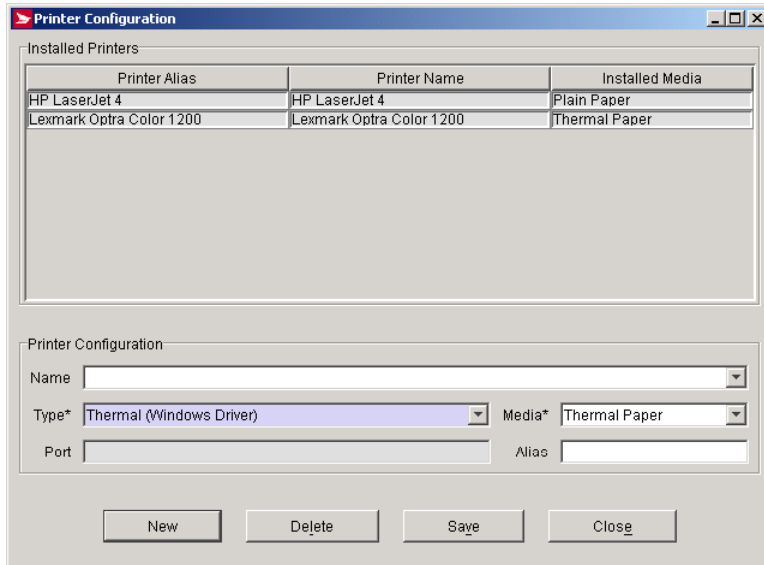 Printer Configuration
Installed Printers
Printer Alias Printer Name Installed Media
HP LaserJet 4 HP LaserJet 4 Plain Paper
Lexmark Optra Color 1200 Lexmark Optra Color 1200 Thermal Paper
Printer Configuration
Name
Type* Thermal (Windows Driver) Media* Thermal Paper
Port Alias
New Delete Save Close